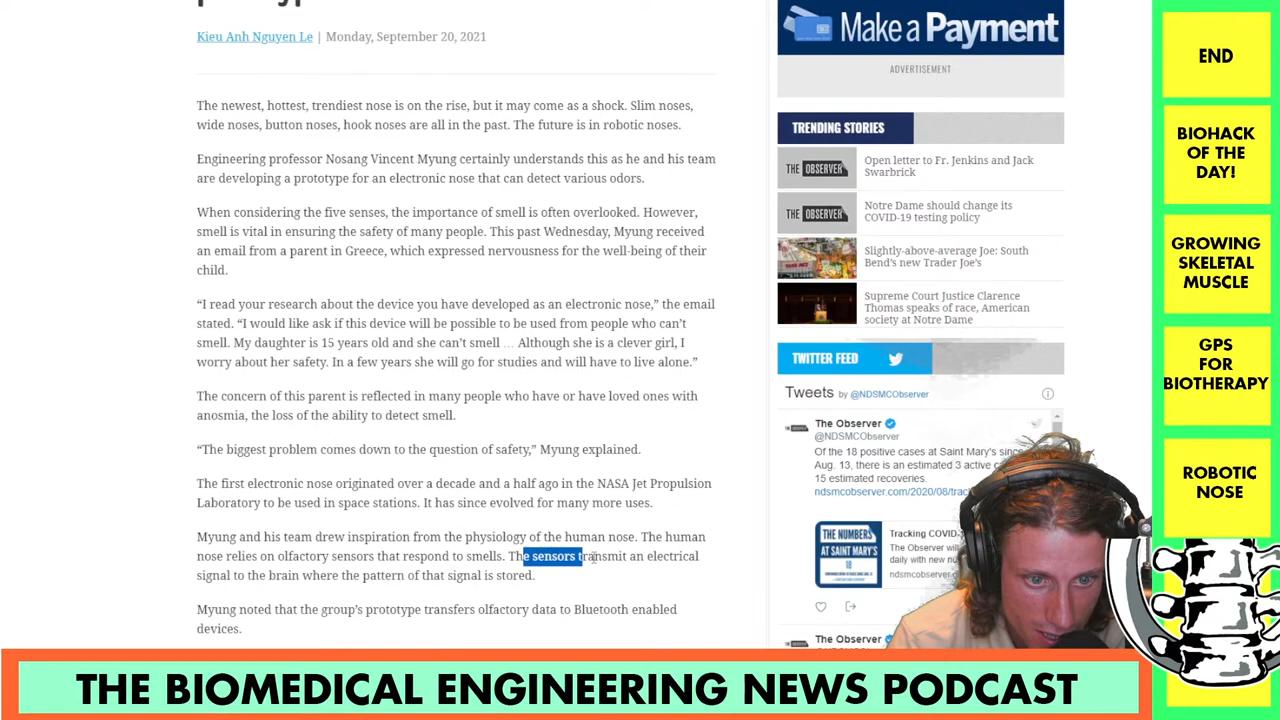 Kieu Anh Nguyen Le | Monday, September 20, 2021
The newest, hottest, trendiest nose is on the rise, but it may come as a shock. Slim noses,
wide noses, button noses, hook noses are all in the past. The future is in robotic noses.
Engineering professor Nosang Vincent Myung certainly understands this as he and his team
are developing a prototype for an electronic nose that can detect various odors.
When considering the five senses, the importance of smell is often overlooked. However,
smell is vital in ensuring the safety of many people. This past Wednesday, Myung received
an email from a parent in Greece, which expressed nervousness for the well-being of their
child.
“I read your research about the device you have developed as an electronic nose,” the email
stated. “I would like ask if this device will be possible to be used from people who can’t
smell. My daughter is 15 years old and she can’t smell … Although she is a clever girl, I
worry about her safety. In a few years she will go for studies and will have to live alone.”
The concern of this parent is reflected in many people who have or have loved ones with
anosmia, the loss of the ability to detect smell.
“The biggest problem comes down to the question of safety,” Myung explained.
The first electronic nose originated over a decade and a half ago in the NASA Jet Propulsion
Laboratory to be used in space stations. It has since evolved for many more uses.
Myung and his team drew inspiration from the physiology of the human nose. The human
nose relies on olfactory sensors that respond to smells. The sensors transmit an electrical
signal to the brain where the pattern of that signal is stored.
Myung noted that the group’s prototype transfers olfactory data to Bluetooth enabled
devices.
Make a Payment
ADVERTISEMENT
TRENDING STORIES
THE OBSERVER
Open letter to Fr. Jenkins and Jack
Swarbrick
THE OBSERVER
Notre Dame should change its
COVID-19 testing policy
Slightly-above-average Joe: South
Bend’s new Trader Joe’s
Supreme Court Justice Clarence
Thomas speaks of race, American
society at Notre Dame
TWITTER FEED
Tweets by @NDSMCObserver
The Observer
@NDSMCObserver
Of the 18 positive cases at Saint Mary's since
Aug. 13, there is an estimated 3 active
15 estimated recoveries.
ndsmcobserver.com/2020/08/trac
THE NUMBERS
AT SAINT MARY'S
18
Tracking COVID-
The Observer will
daily with new
ndsmcobserver
The Observer
END
BIOHACK
OF THE
DAY!
GROWING
SKELETAL
MUSCLE
GPS
FOR
BIOTHERAPY
ROBOTIC
NOSE
THE BIOMEDICAL ENGINEERING NEWS PODCAST